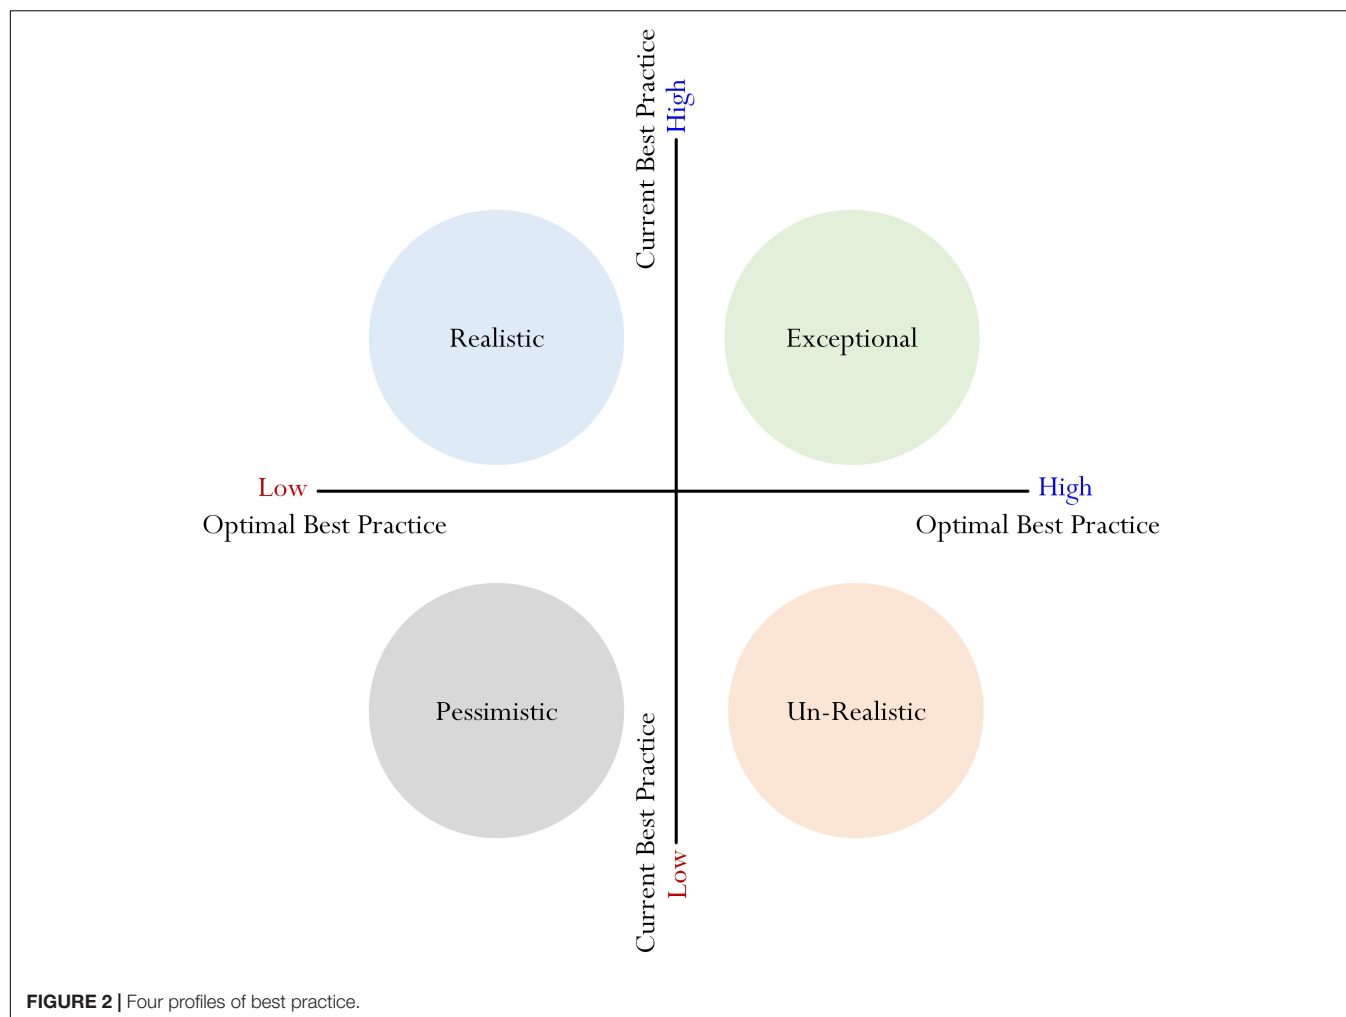 Current Best Practice
High
Realistic
Exceptional
Low
High
Optimal Best Practice
Optimal Best Practice
Pessimistic
Un-Realistic
Current Best Practice
Low
FIGURE 2 | Four profiles of best practice.